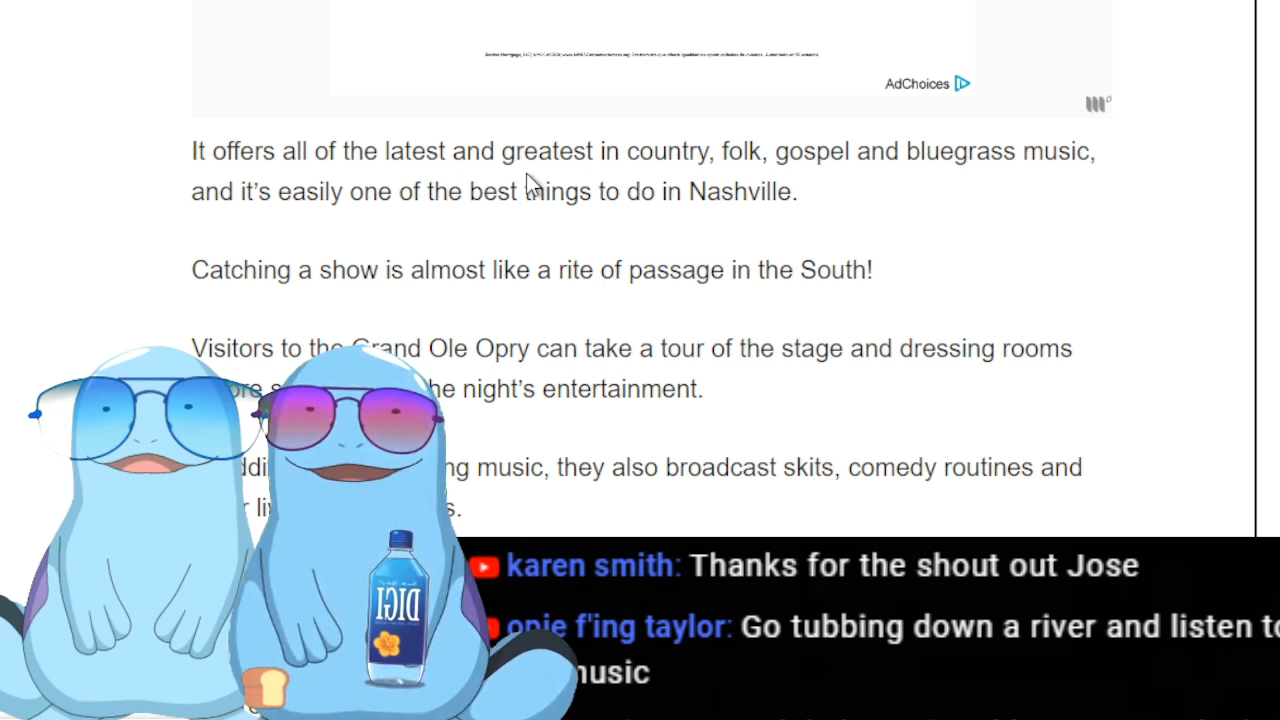 AdChoices
It offers all of the latest and greatest in country, folk, gospel and bluegrass music,
and it's easily one of the best things to do in Nashville.
Catching a show is almost like a rite of passage in the South!
Visitors to the Grand Ole Opry can take a tour of the stage and dressing rooms
he night's entertainment.
ng music, they also broadcast skits, comedy routines and
karen smith: Thanks for the shout out Jose
opie f'ing taylor: Go tubbing down a river and listen to
music
DIGI